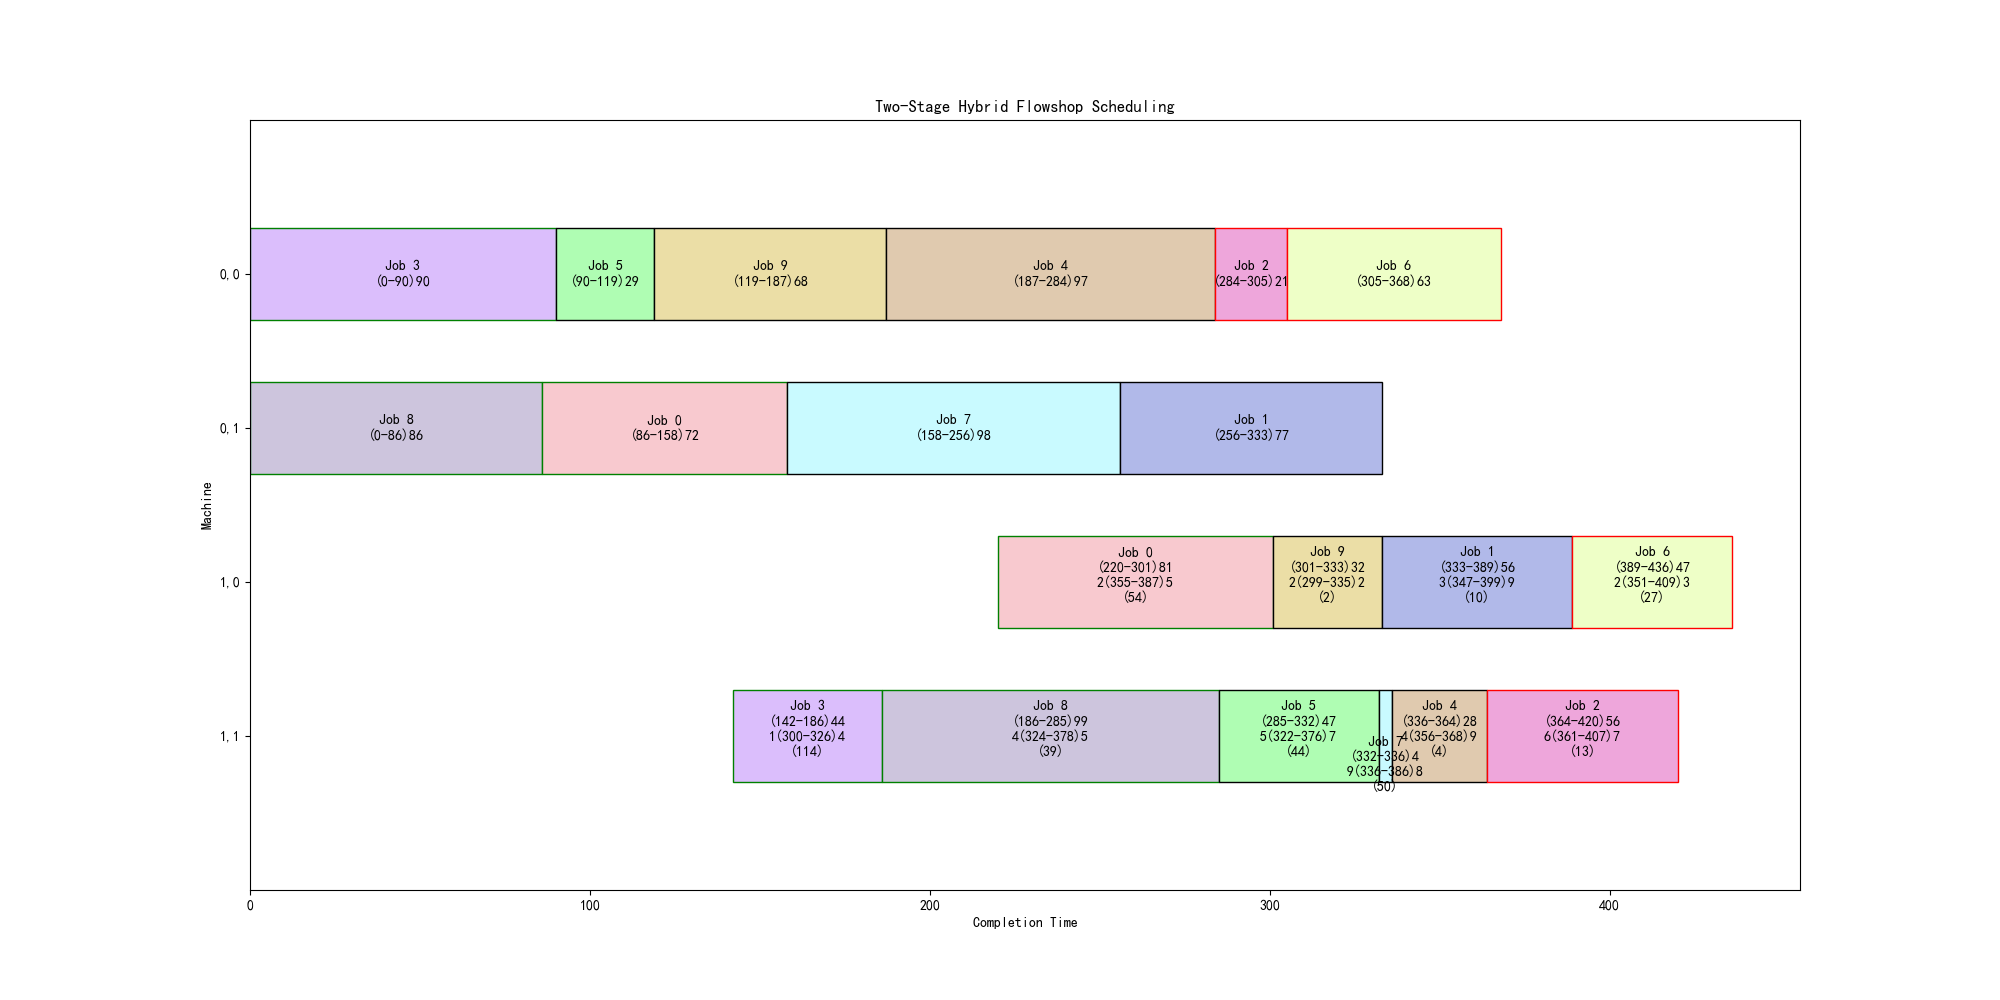 Two-Stage Hybrid Flowshop Scheduling
Machine
0,0
Job 3
(0-90)90
Job 5
(90-119)29
Job 9
(119-187)68
Job 4
(187-284)97
Job 2
(284-305)21
Job 6
(305-368)63
0,1
Job 8
(0-86)86
Job 0
(86-158)72
Job 7
(158-256)98
Job 1
(256-333)77
1,0
Job 0
(220-301)81
2(355-387)5
(54)
Job 9
(301-333)32
2(299-335)2
(2)
Job 1
(333-389)56
3(347-399)9
(10)
Job 6
(389-436)47
2(351-409)3
(27)
1,1
Job 3
(142-186)44
1(300-326)4
(114)
Job 8
(186-285)99
4(324-378)5
(39)
Job 5
(285-332)47
5(322-376)7
(44)
Job 7
(332-336)4
9(336-386)8
(50)
Job 4
(336-364)28
4(356-368)9
(4)
Job 2
(364-420)56
6(361-407)7
(13)
0
100
200
300
400
Completion Time